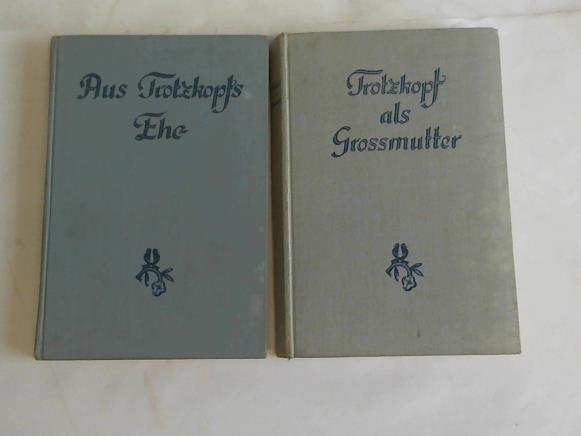 Aus Trotzkopfs
Ehe
Trotzkopf
als
Grossmutter